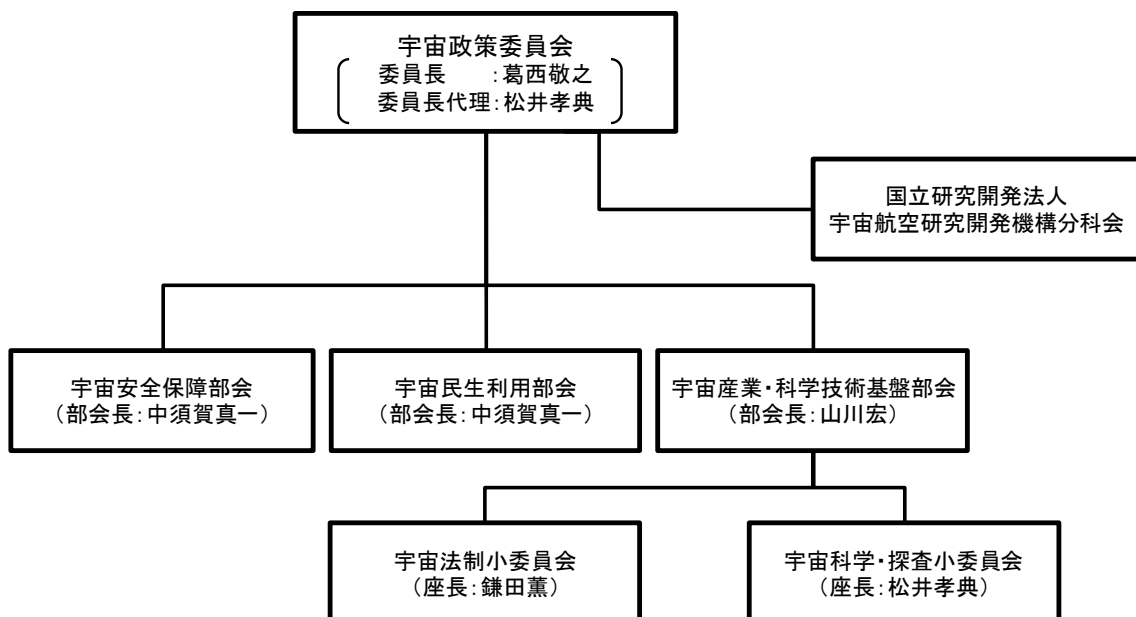 宇宙政策委員会
委員長　　：葛西敬之
委員長代理：松井孝典
国立研究開発法人
宇宙航空研究開発機構分科会
宇宙安全保障部会
（部会長：中須賀真一）
宇宙民生利用部会
（部会長：中須賀真一）
宇宙産業・科学技術基盤部会
（部会長：山川宏）
宇宙法制小委員会
（座長：鎌田薫）
宇宙科学・探査小委員会
（座長：松井孝典）